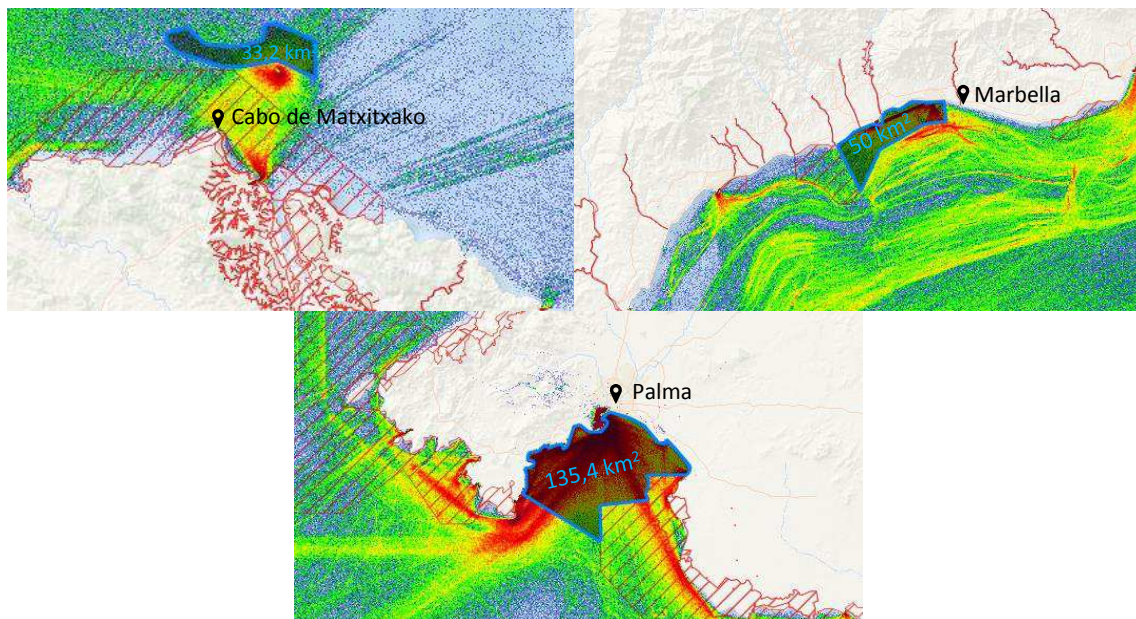 33,2 km²
Cabo de Matxitxako
Marbella
50 km²
Palma
135,4 km²